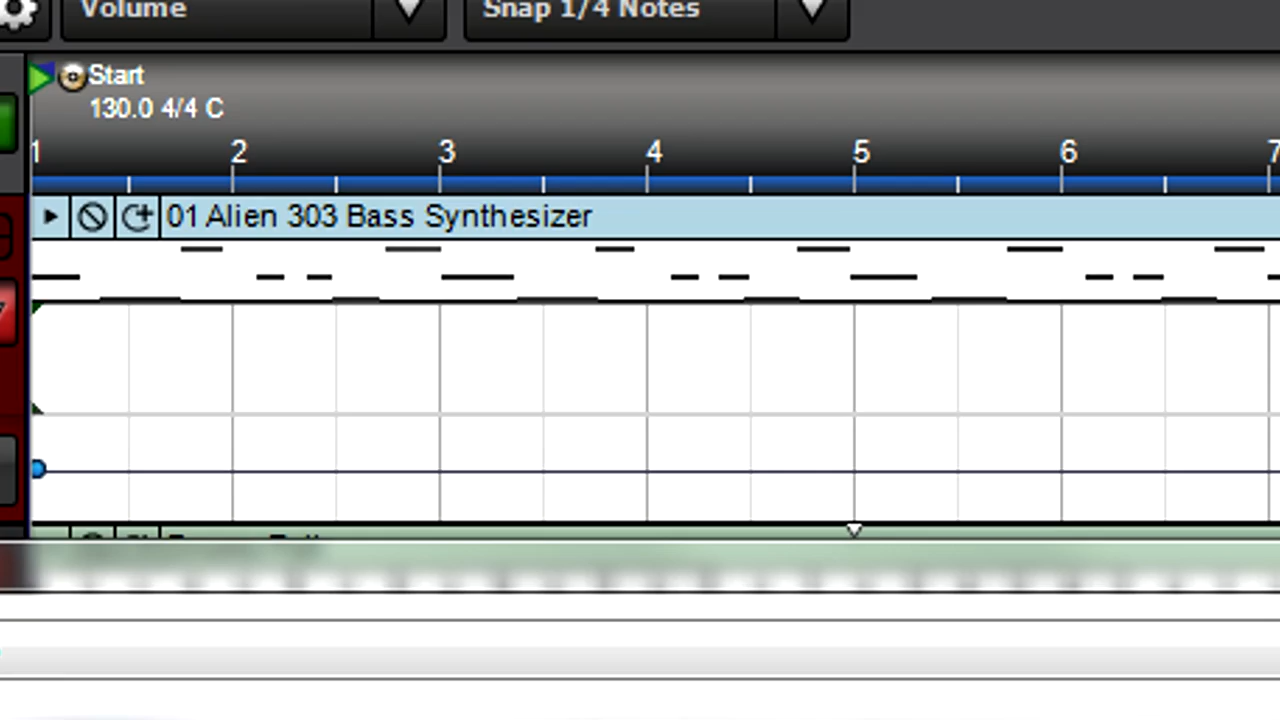 Volume
Snap 1/4 Notes
Start
130.0 4/4 C
1 2 3 4 5 6 7
01 Alien 303 Bass Synthesizer